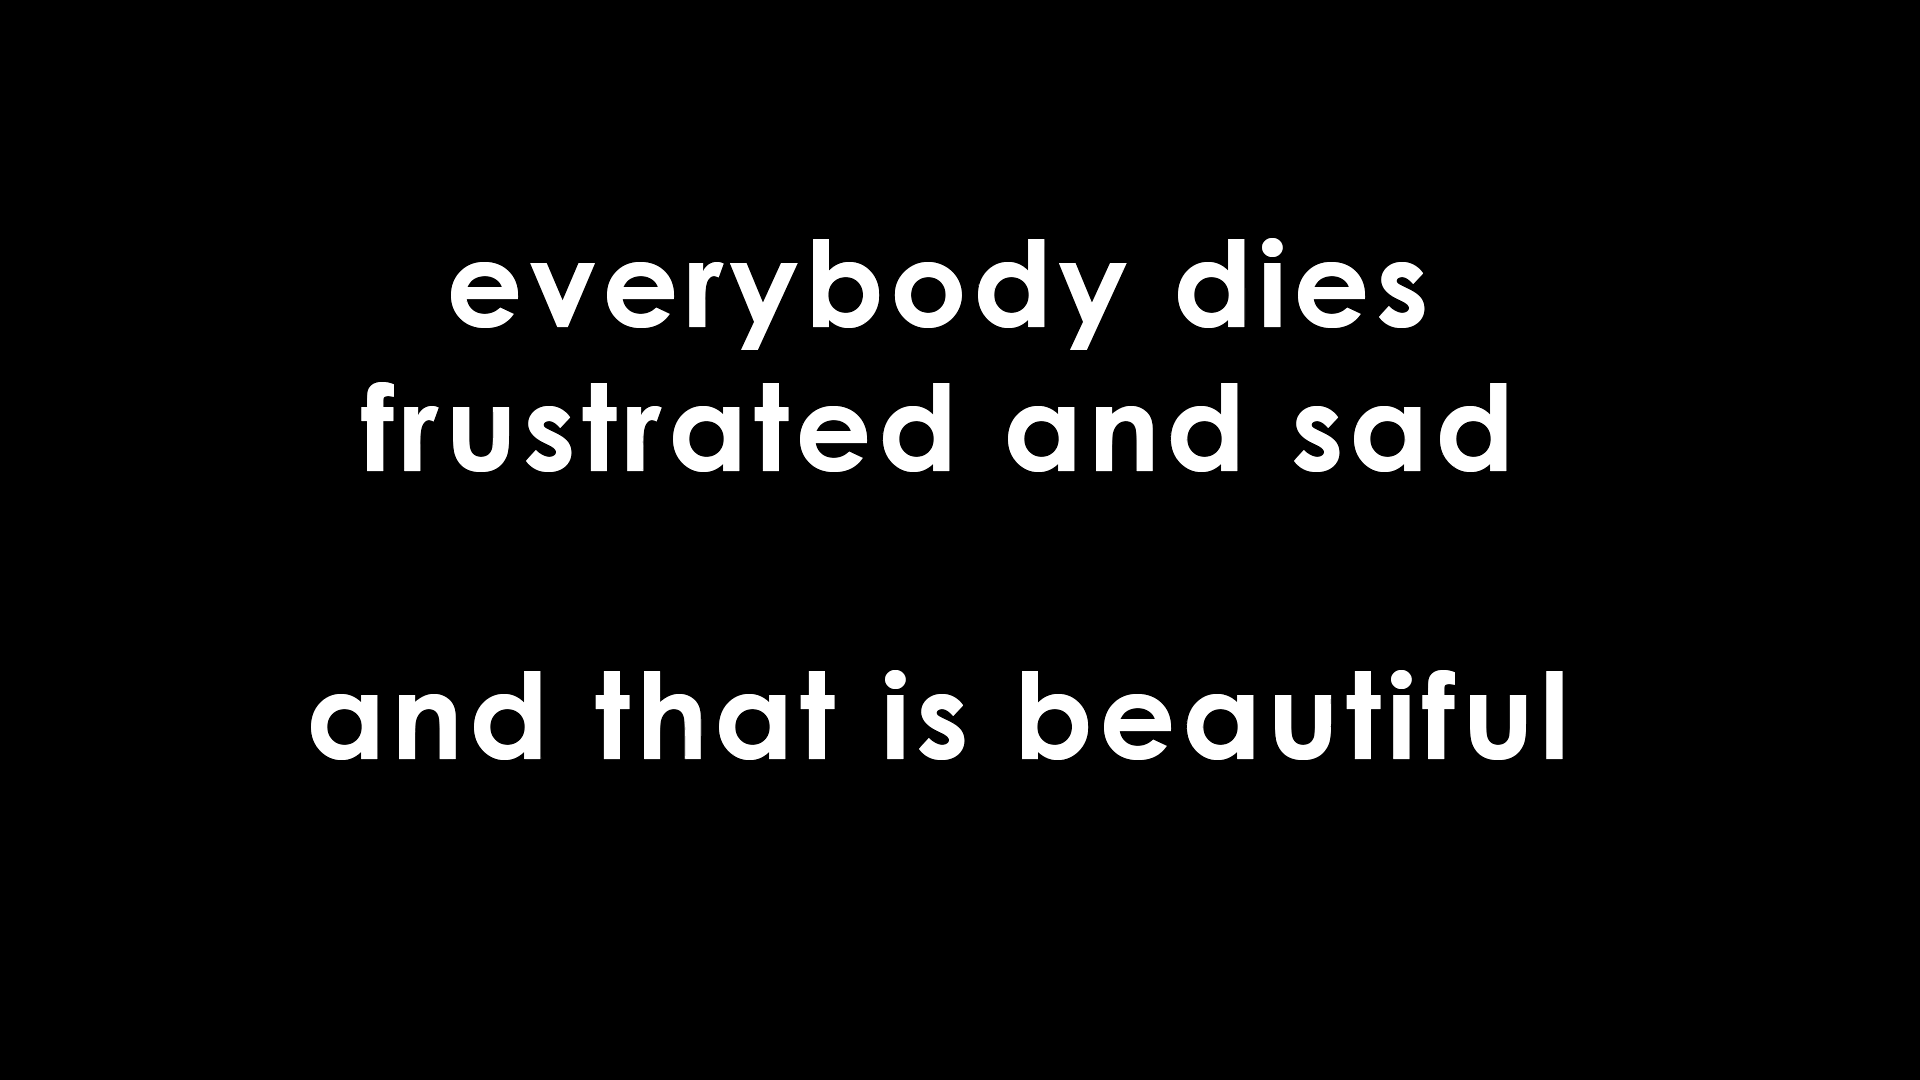 everybody dies
frustrated and sad
and that is beautiful